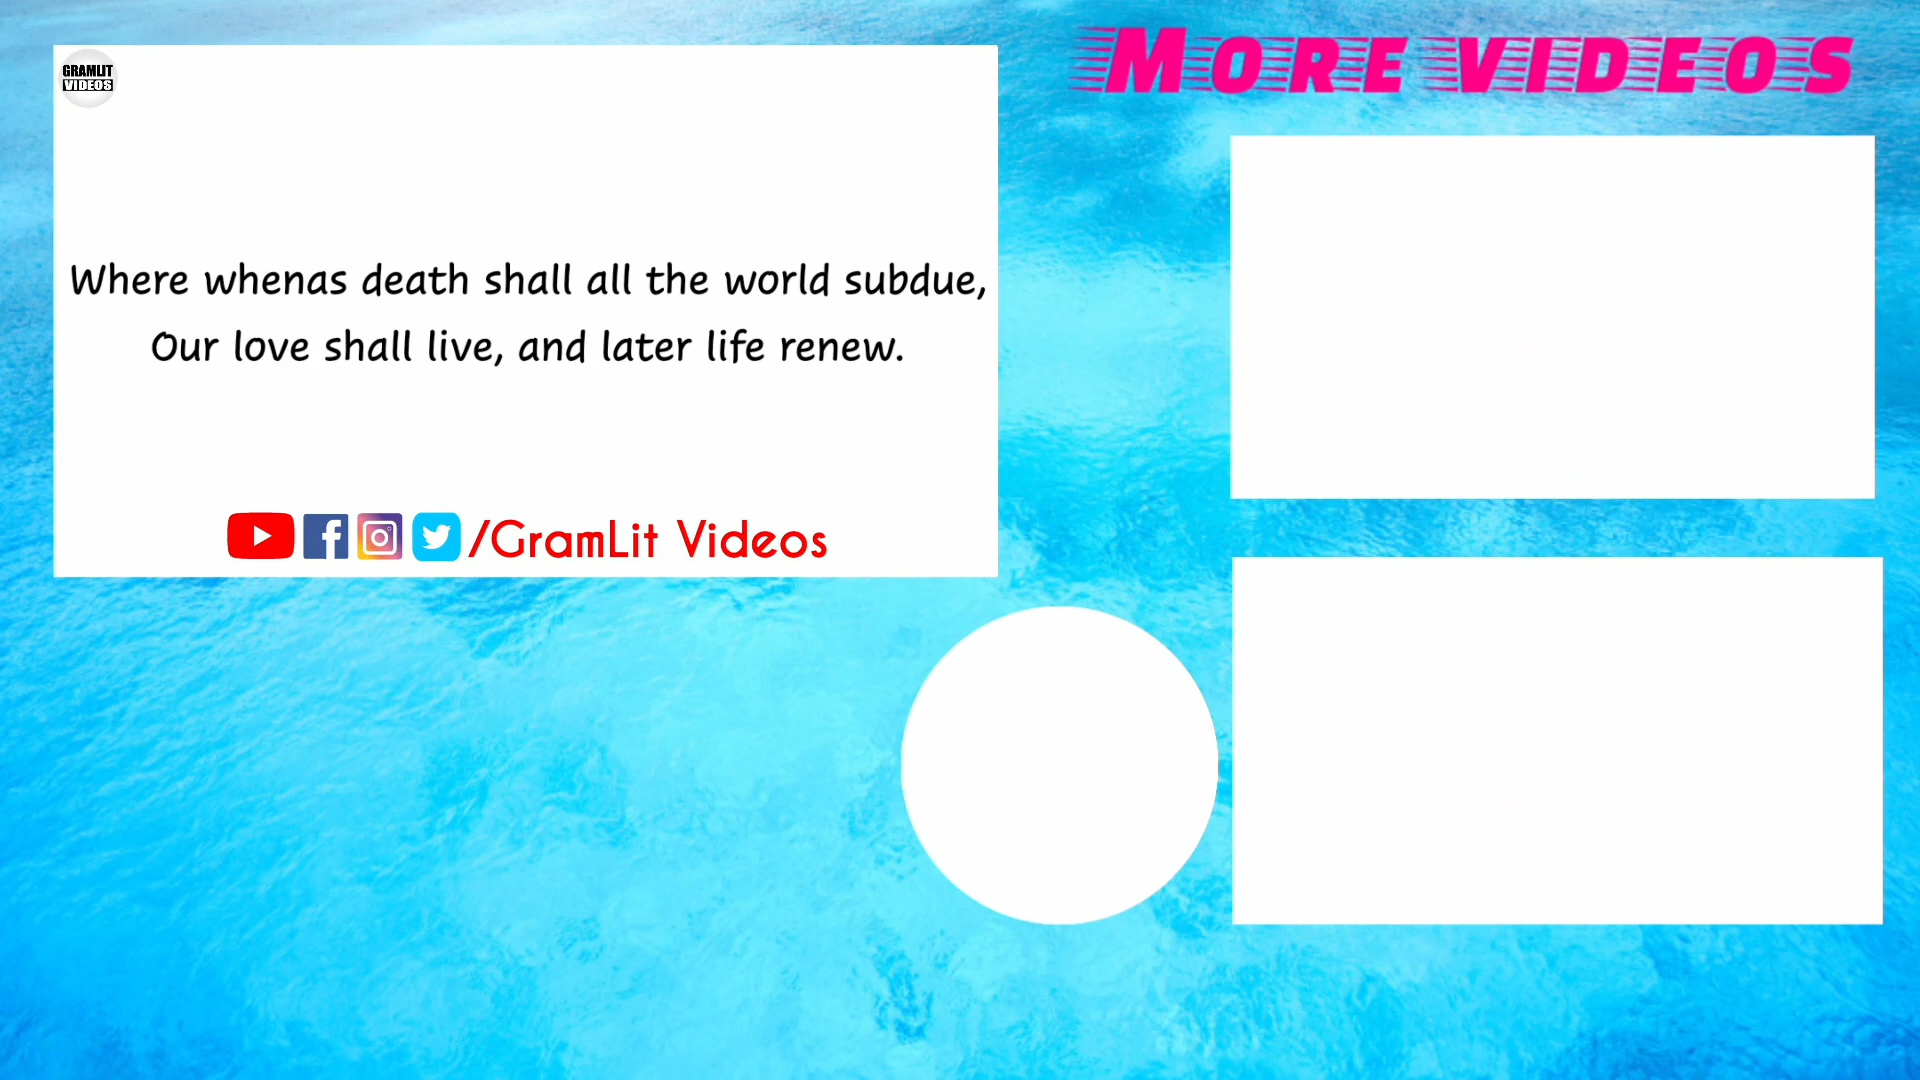 GRAMLIT
VIDEOS
MORE VIDEOS
Where whenas death shall all the world subdue,
Our love shall live, and later life renew.
/GramLit Videos